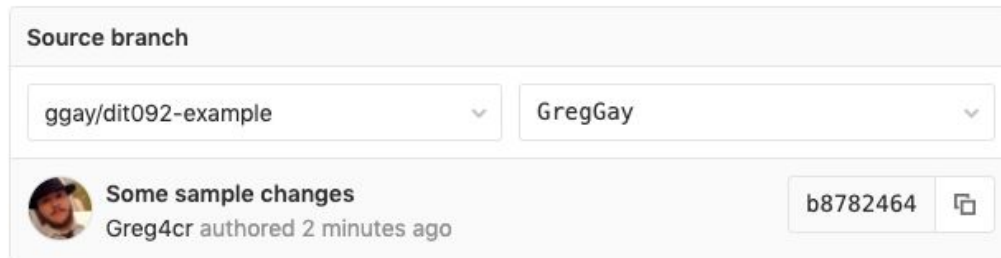 Source branch
ggay/dit092-example GregGay
Some sample changes
b8782464
Greg4cr authored 2 minutes ago